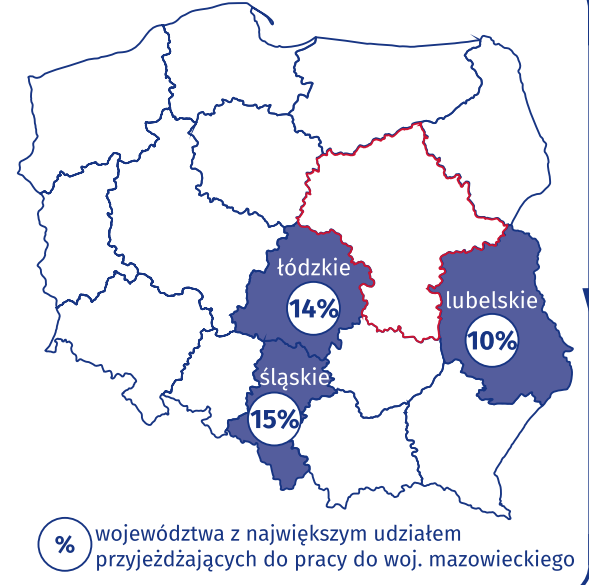 łódzkie
14%
lubelskie
10%
śląskie
15%
%
województwa z największym udziałem
przyjeżdżających do pracy do woj. mazowieckiego